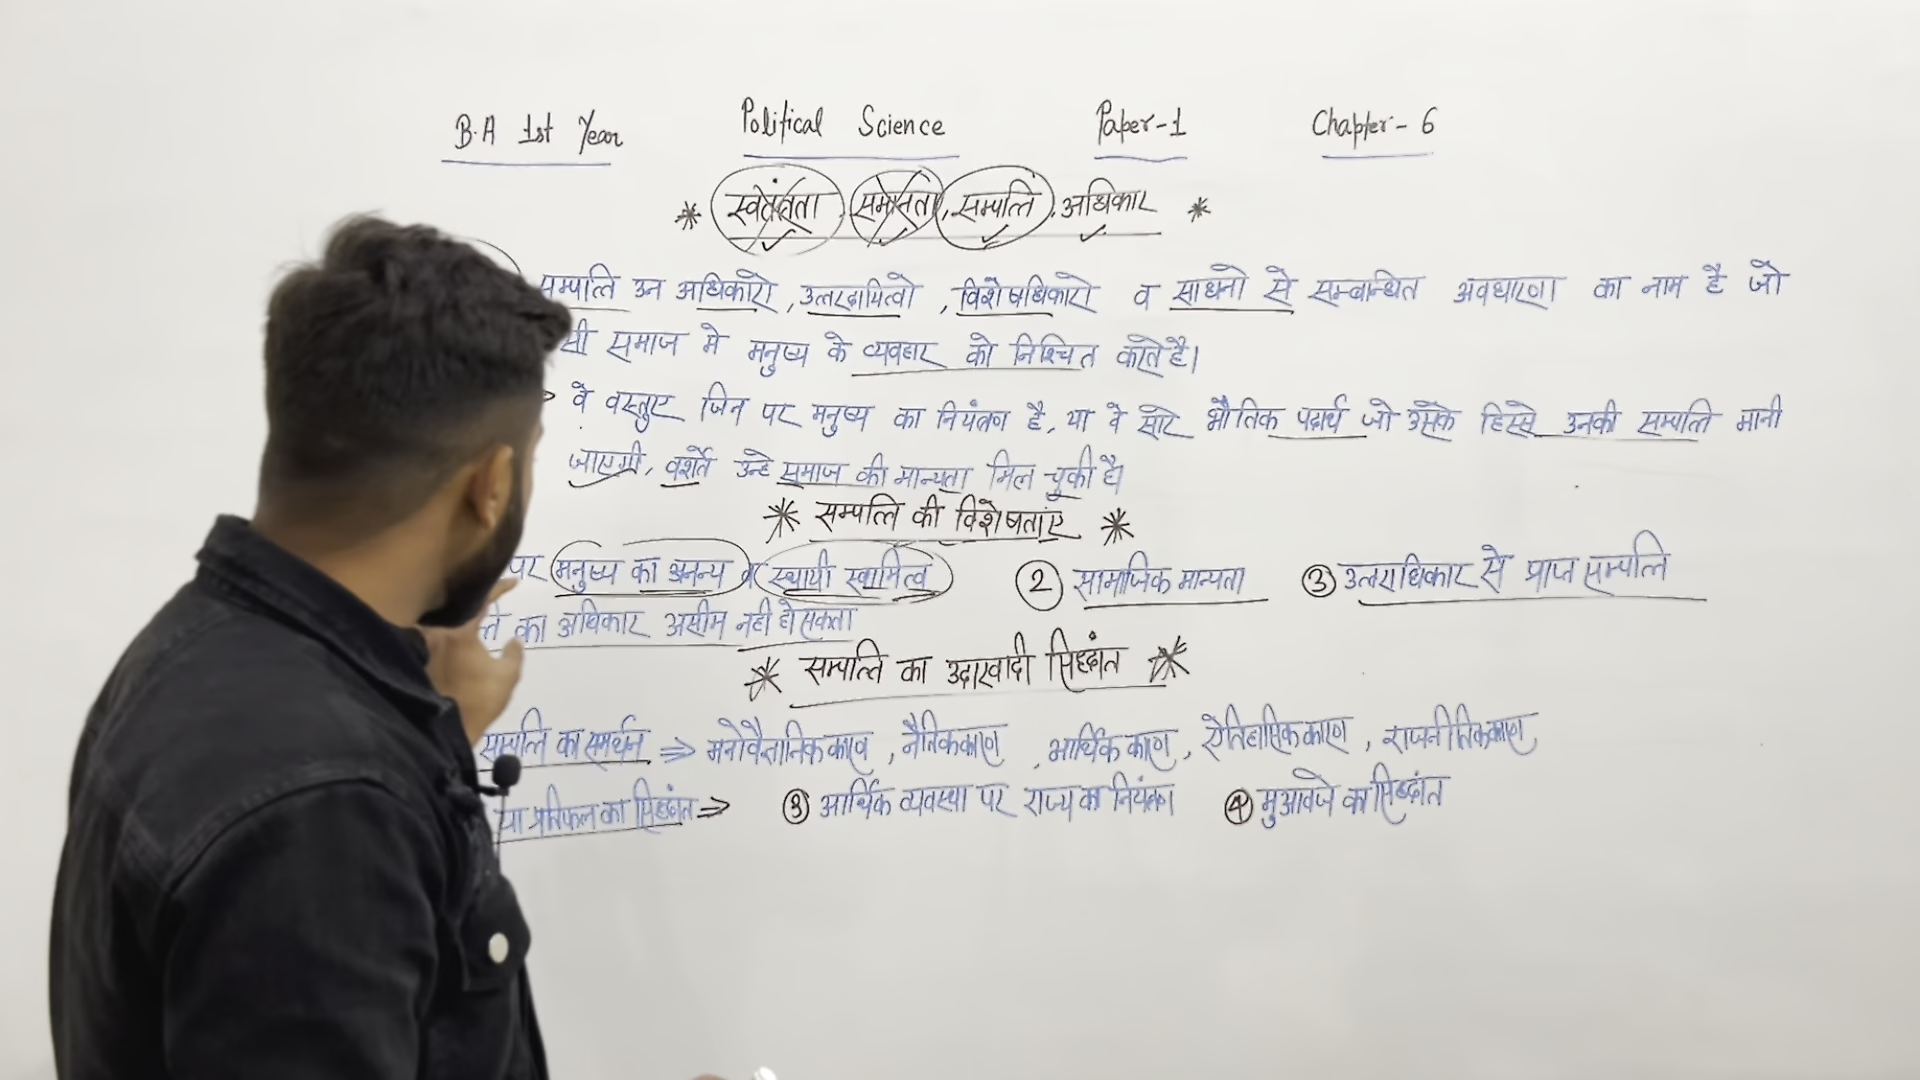 B.A 1st Year Political Science Paper-1 Chapter-6
* स्वतंत्रता, समानता, सम्पत्ति, अधिकार *
सम्पत्ति उन अधिकारो, उत्तरदायित्वो, विशेषधिकारो व साधनो से सम्बन्धित अवधारणा का नाम है जो
सी समाज मे मनुष्य के व्यवहार को निश्चित करते है।
वे वस्तुए जिन पर मनुष्य का नियंत्रण है, या वे सारे भौतिक पदार्थ जो उसके हिस्से उनकी सम्पत्ति मानी
जाएगी, बशर्ते उन्हे समाज की मान्यता मिल चुकी है।
* सम्पत्ति की विशेषताएं *
पर मनुष्य का अनन्य व स्थायी स्वामित्व ② सामाजिक मान्यता ③ उत्तराधिकार से प्राप्त सम्पत्ति
का अधिकार असीम नही हो सकता
* सम्पत्ति का उदारवादी सिद्धांत *
सम्पत्ति का समर्थन ⇒ मनोवैज्ञानिक कारण, नैतिक कारण, आर्थिक कारण, ऐतिहासिक कारण, राजनीतिक कारण
या प्रतिफल का सिद्धांत ⇒ ③ आर्थिक व्यवस्था पर राज्य का नियंत्रण ④ मुआवजे का सिद्धांत